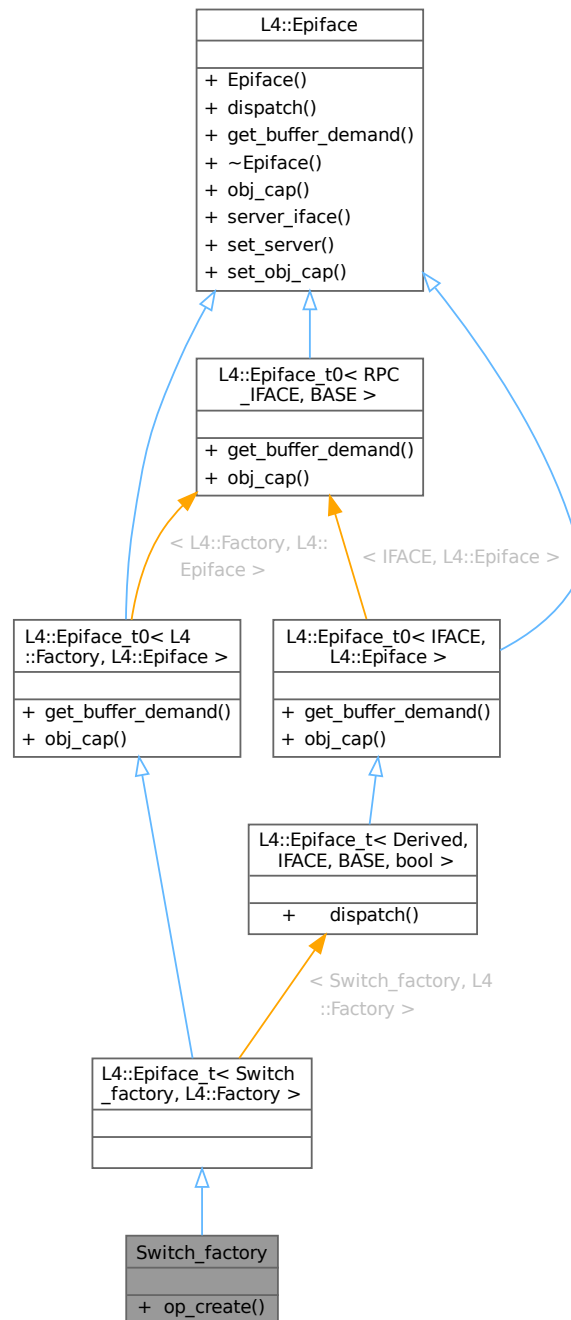 L4::Epiface
+ Epiface()
+ dispatch()
+ get_buffer_demand()
+ ~Epiface()
+ obj_cap()
+ server_iface()
+ set_server()
+ set_obj_cap()
L4::Epiface_t0< RPC
_IFACE, BASE >
+ get_buffer_demand()
+ obj_cap()
< L4::Factory, L4::
Epiface >
< IFACE, L4::Epiface >
L4::Epiface_t0< L4
::Factory, L4::Epiface >
+ get_buffer_demand()
+ obj_cap()
L4::Epiface_t0< IFACE,
L4::Epiface >
+ get_buffer_demand()
+ obj_cap()
L4::Epiface_t< Derived,
IFACE, BASE, bool >
+ dispatch()
< Switch_factory, L4
::Factory >
L4::Epiface_t< Switch
_factory, L4::Factory >
Switch_factory
+ op_create()